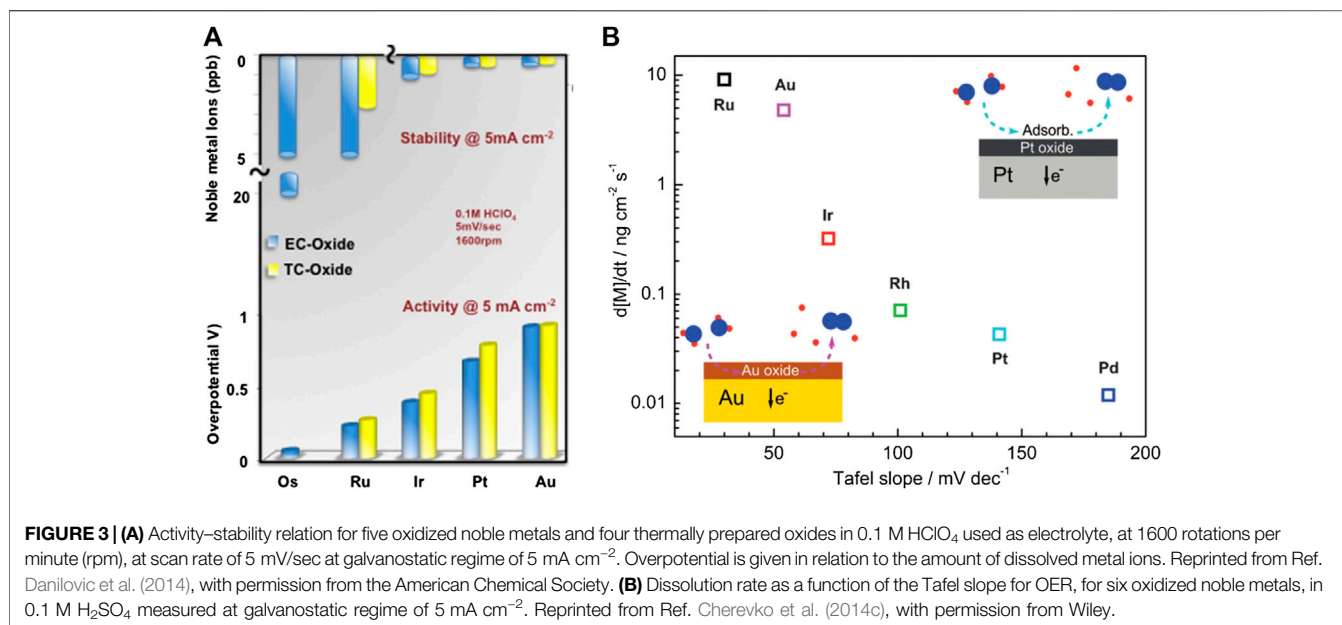 A
Noble metal Ions (ppb)
0
5
20
Stability @ 5mA cm-2
0.1M HClO4
5mV/sec
1600rpm
EC-Oxide
TC-Oxide
Activity @ 5 mA cm-2
Overpotential V)
1
0.5
0
Os Ru Ir Pt Au
B
d[M]/dt / ng cm-2 s-1
10
1
0.1
0.01
Ru
Au
Ir
Rh
Pt
Pd
Adsorb.
Pt oxide
Pt e-
Au oxide
Au e-
50 100 150 200
Tafel slope / mV dec-1
FIGURE 3 | (A) Activity–stability relation for five oxidized noble metals and four thermally prepared oxides in 0.1 M HClO4 used as electrolyte, at 1600 rotations per
minute (rpm), at scan rate of 5 mV/sec at galvanostatic regime of 5 mA cm−2. Overpotential is given in relation to the amount of dissolved metal ions. Reprinted from Ref.
Danilovic et al. (2014), with permission from the American Chemical Society. (B) Dissolution rate as a function of the Tafel slope for OER, for six oxidized noble metals, in
0.1 M H2SO4 measured at galvanostatic regime of 5 mA cm−2. Reprinted from Ref. Cherevko et al. (2014c), with permission from Wiley.